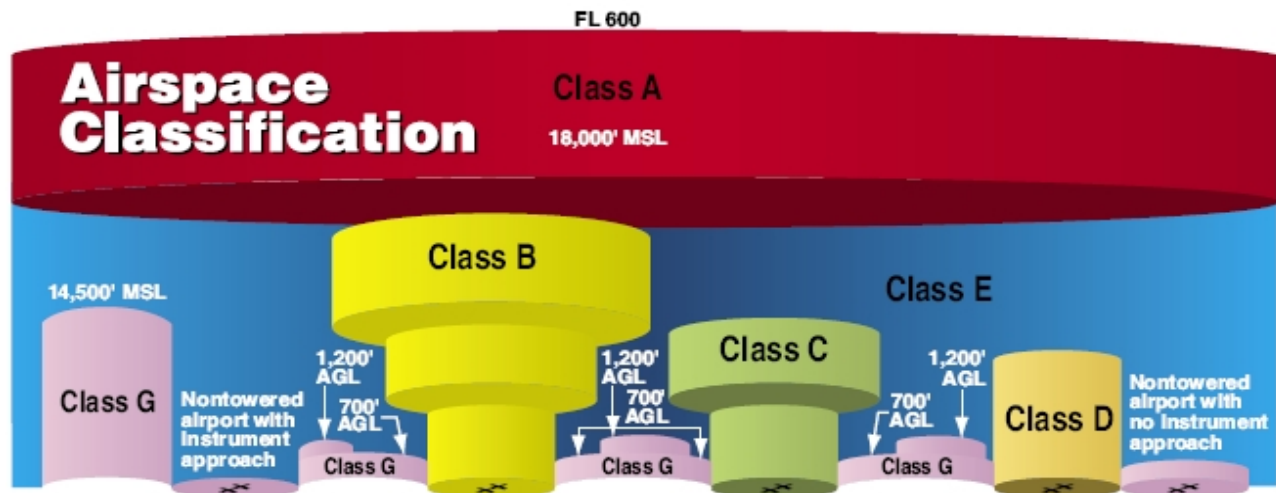 FL 600
Airspace
Classification
Class A
18,000' MSL
Class B
Class E
14,500' MSL
Class G
Nontowered
airport with
Instrument
approach
1,200'
AGL
700'
AGL
Class G
1,200'
AGL
700'
AGL
Class G
Class C
700'
AGL
1,200'
AGL
Class G
Class D
Nontowered
airport with
no Instrument
approach